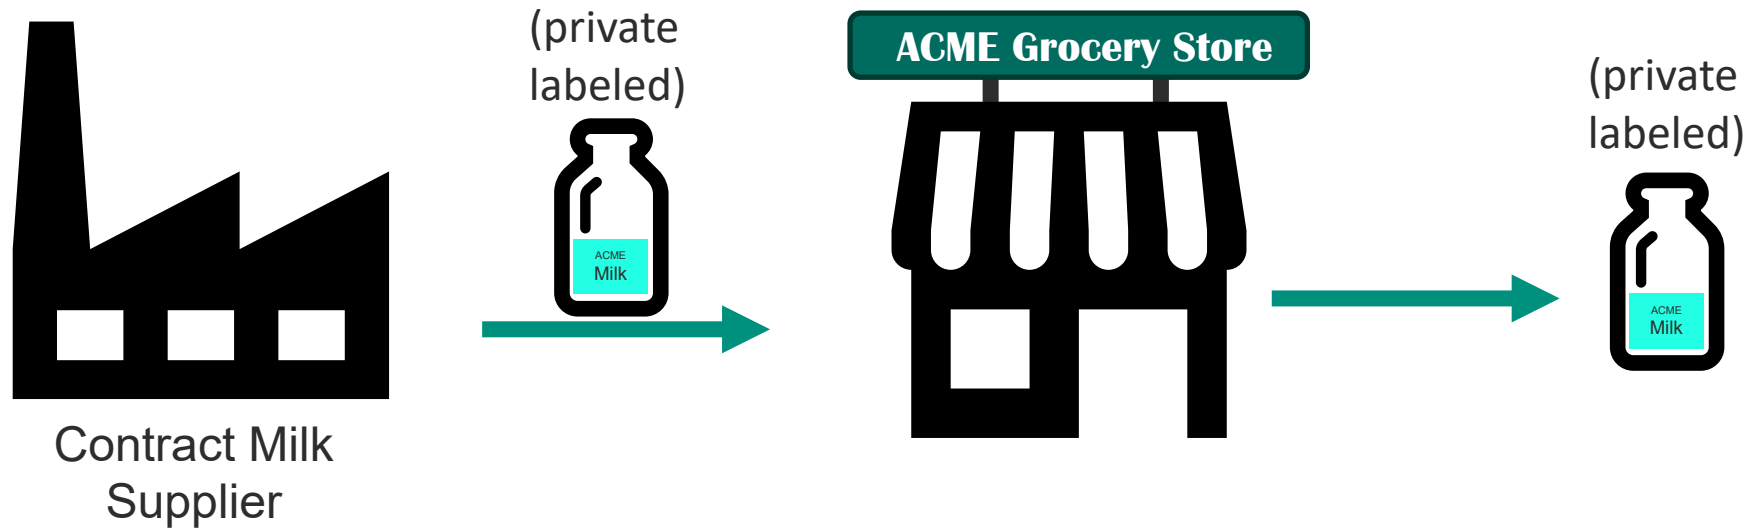 (private
labeled)
ACME
Milk
Contract Milk
Supplier
ACME Grocery Store
(private
labeled)
ACME
Milk